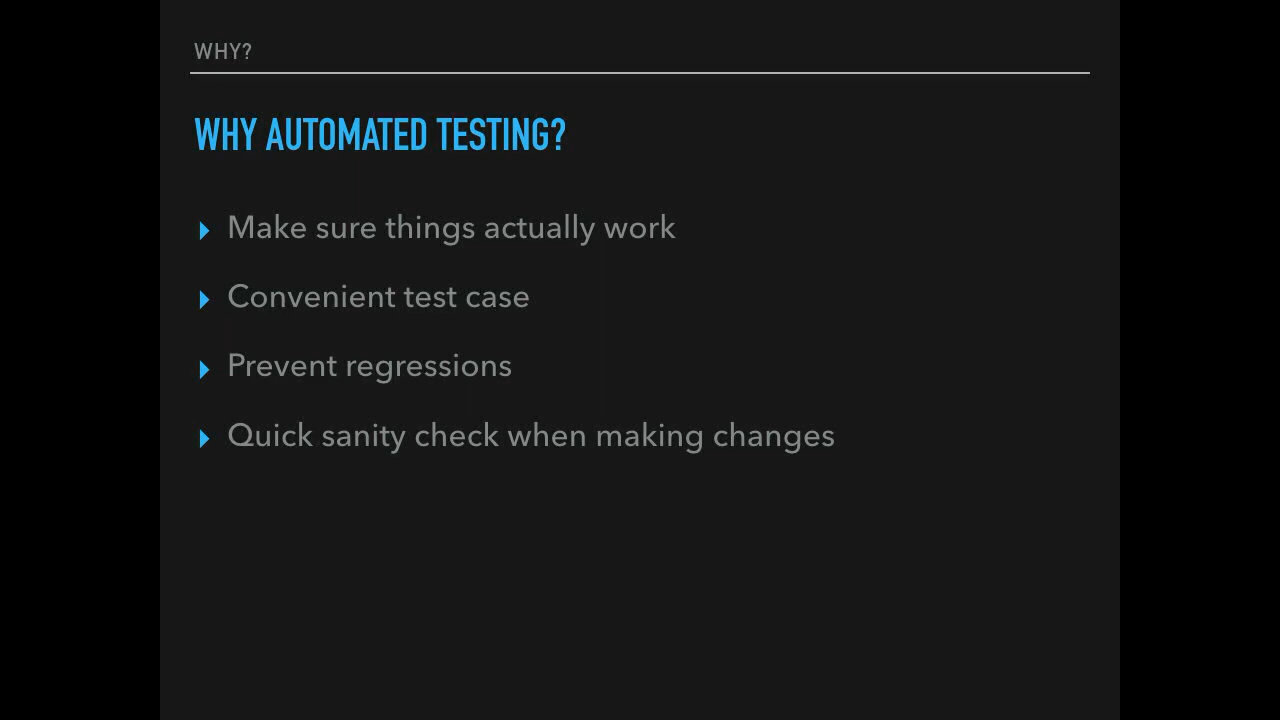 WHY?
WHY AUTOMATED TESTING?
Make sure things actually work
Convenient test case
Prevent regressions
Quick sanity check when making changes